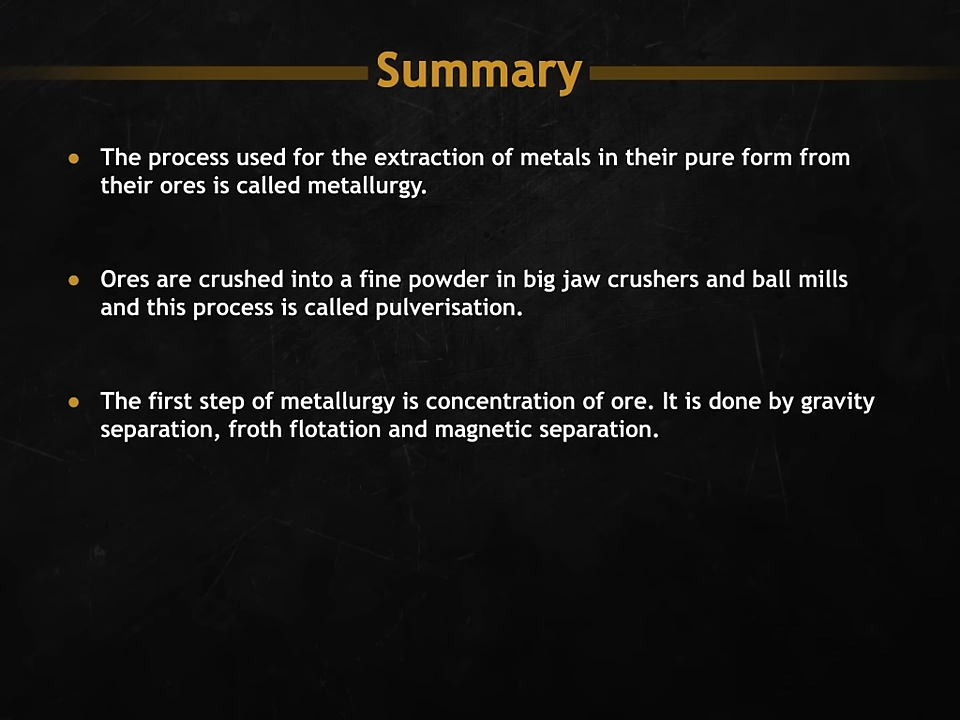 Summary
● The process used for the extraction of metals in their pure form from
their ores is called metallurgy.
● Ores are crushed into a fine powder in big jaw crushers and ball mills
and this process is called pulverisation.
● The first step of metallurgy is concentration of ore. It is done by gravity
separation, froth flotation and magnetic separation.